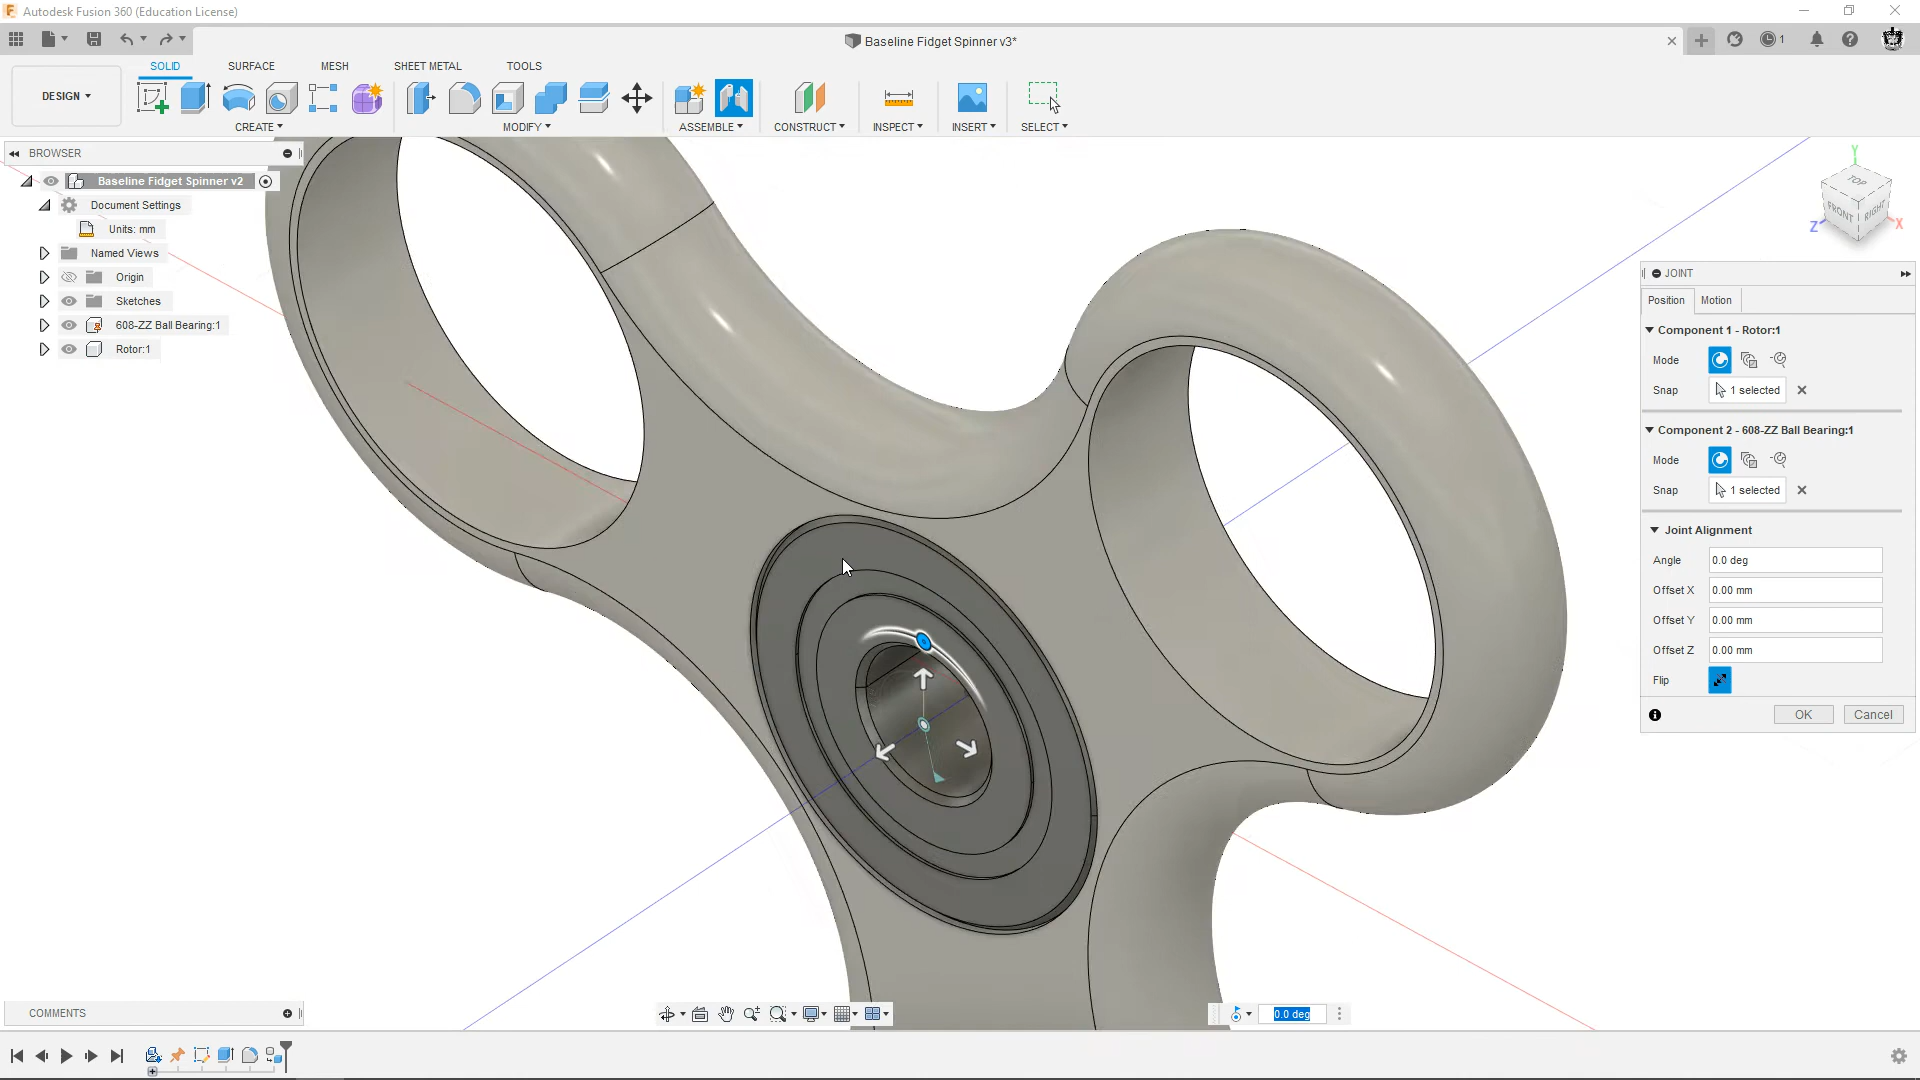 Autodesk Fusion 360 (Education License)
Baseline Fidget Spinner v3*
1
SOLID
SURFACE
MESH
SHEET METAL
TOOLS
DESIGN
CREATE
MODIFY
ASSEMBLE
CONSTRUCT
INSPECT
INSERT
SELECT
BROWSER
Baseline Fidget Spinner v2
Document Settings
Units: mm
Named Views
Origin
Sketches
608-ZZ Ball Bearing:1
Rotor:1
Y
TOP
FRONT
RIGHT
Z
X
JOINT
Position
Motion
Component 1 - Rotor:1
Mode
Snap
1 selected
Component 2 - 608-ZZ Ball Bearing:1
Mode
Snap
1 selected
Joint Alignment
Angle
0.0 deg
Offset X
0.00 mm
Offset Y
0.00 mm
Offset Z
0.00 mm
Flip
OK
Cancel
COMMENTS
0.0 deg